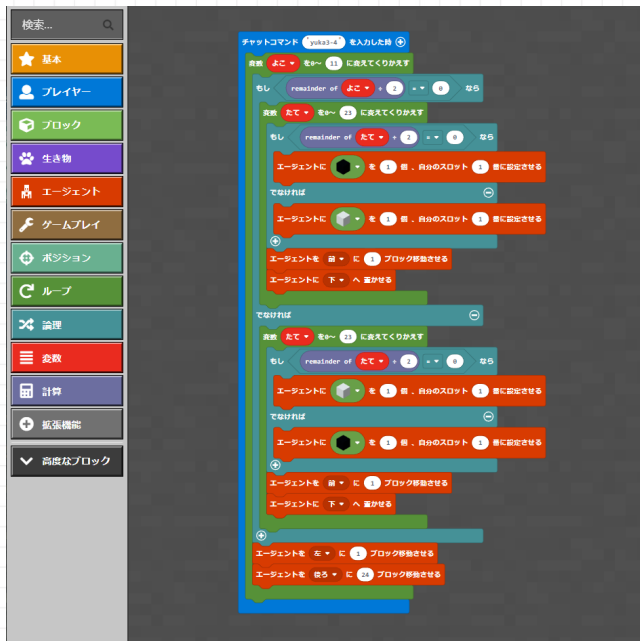 検索...
基本
プレイヤー
ブロック
生き物
エージェント
ゲームプレイ
ポジション
ループ
論理
変数
計算
拡張機能
高度なブロック
チャットコマンド "yuka3-4" を入力した時
変数 よこ を0～ 11 に変えてくりかえす
もし remainder of よこ ÷ 2 = 0 なら
変数 たて を0～ 23 に変えてくりかえす
もし remainder of たて ÷ 2 = 0 なら
エージェントに を 1 個、自分のスロット 1 番に設定させる
でなければ
エージェントに を 1 個、自分のスロット 1 番に設定させる
エージェントを 前 に 1 ブロック移動させる
エージェントに 下 へ 置かせる
でなければ
変数 たて を0～ 23 に変えてくりかえす
もし remainder of たて ÷ 2 = 0 なら
エージェントに を 1 個、自分のスロット 1 番に設定させる
でなければ
エージェントに を 1 個、自分のスロット 1 番に設定させる
エージェントを 前 に 1 ブロック移動させる
エージェントに 下 へ 置かせる
エージェントを 左 に 1 ブロック移動させる
エージェントを 後ろ に 24 ブロック移動させる